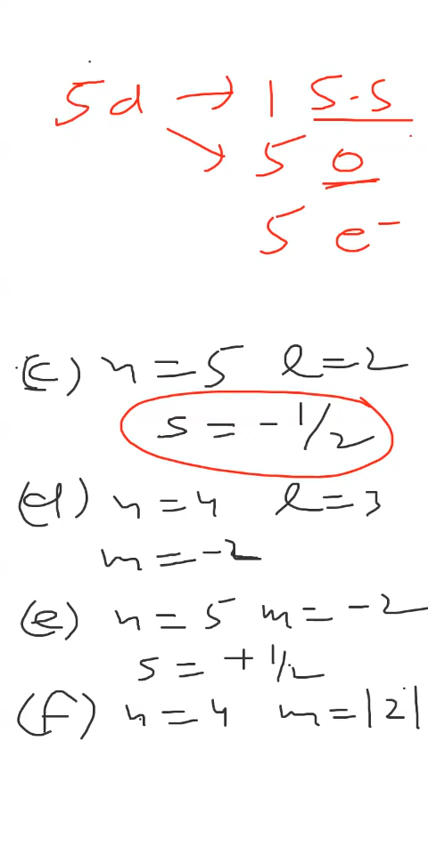 5d → 1 S.S
→ 5 O
5 e⁻
(c) n = 5 l = 2
s = - 1/2
(d) n = 4 l = 3
m = -2
(e) n = 5 m = -2
s = + 1/2
(f) n = 4 m = |2|